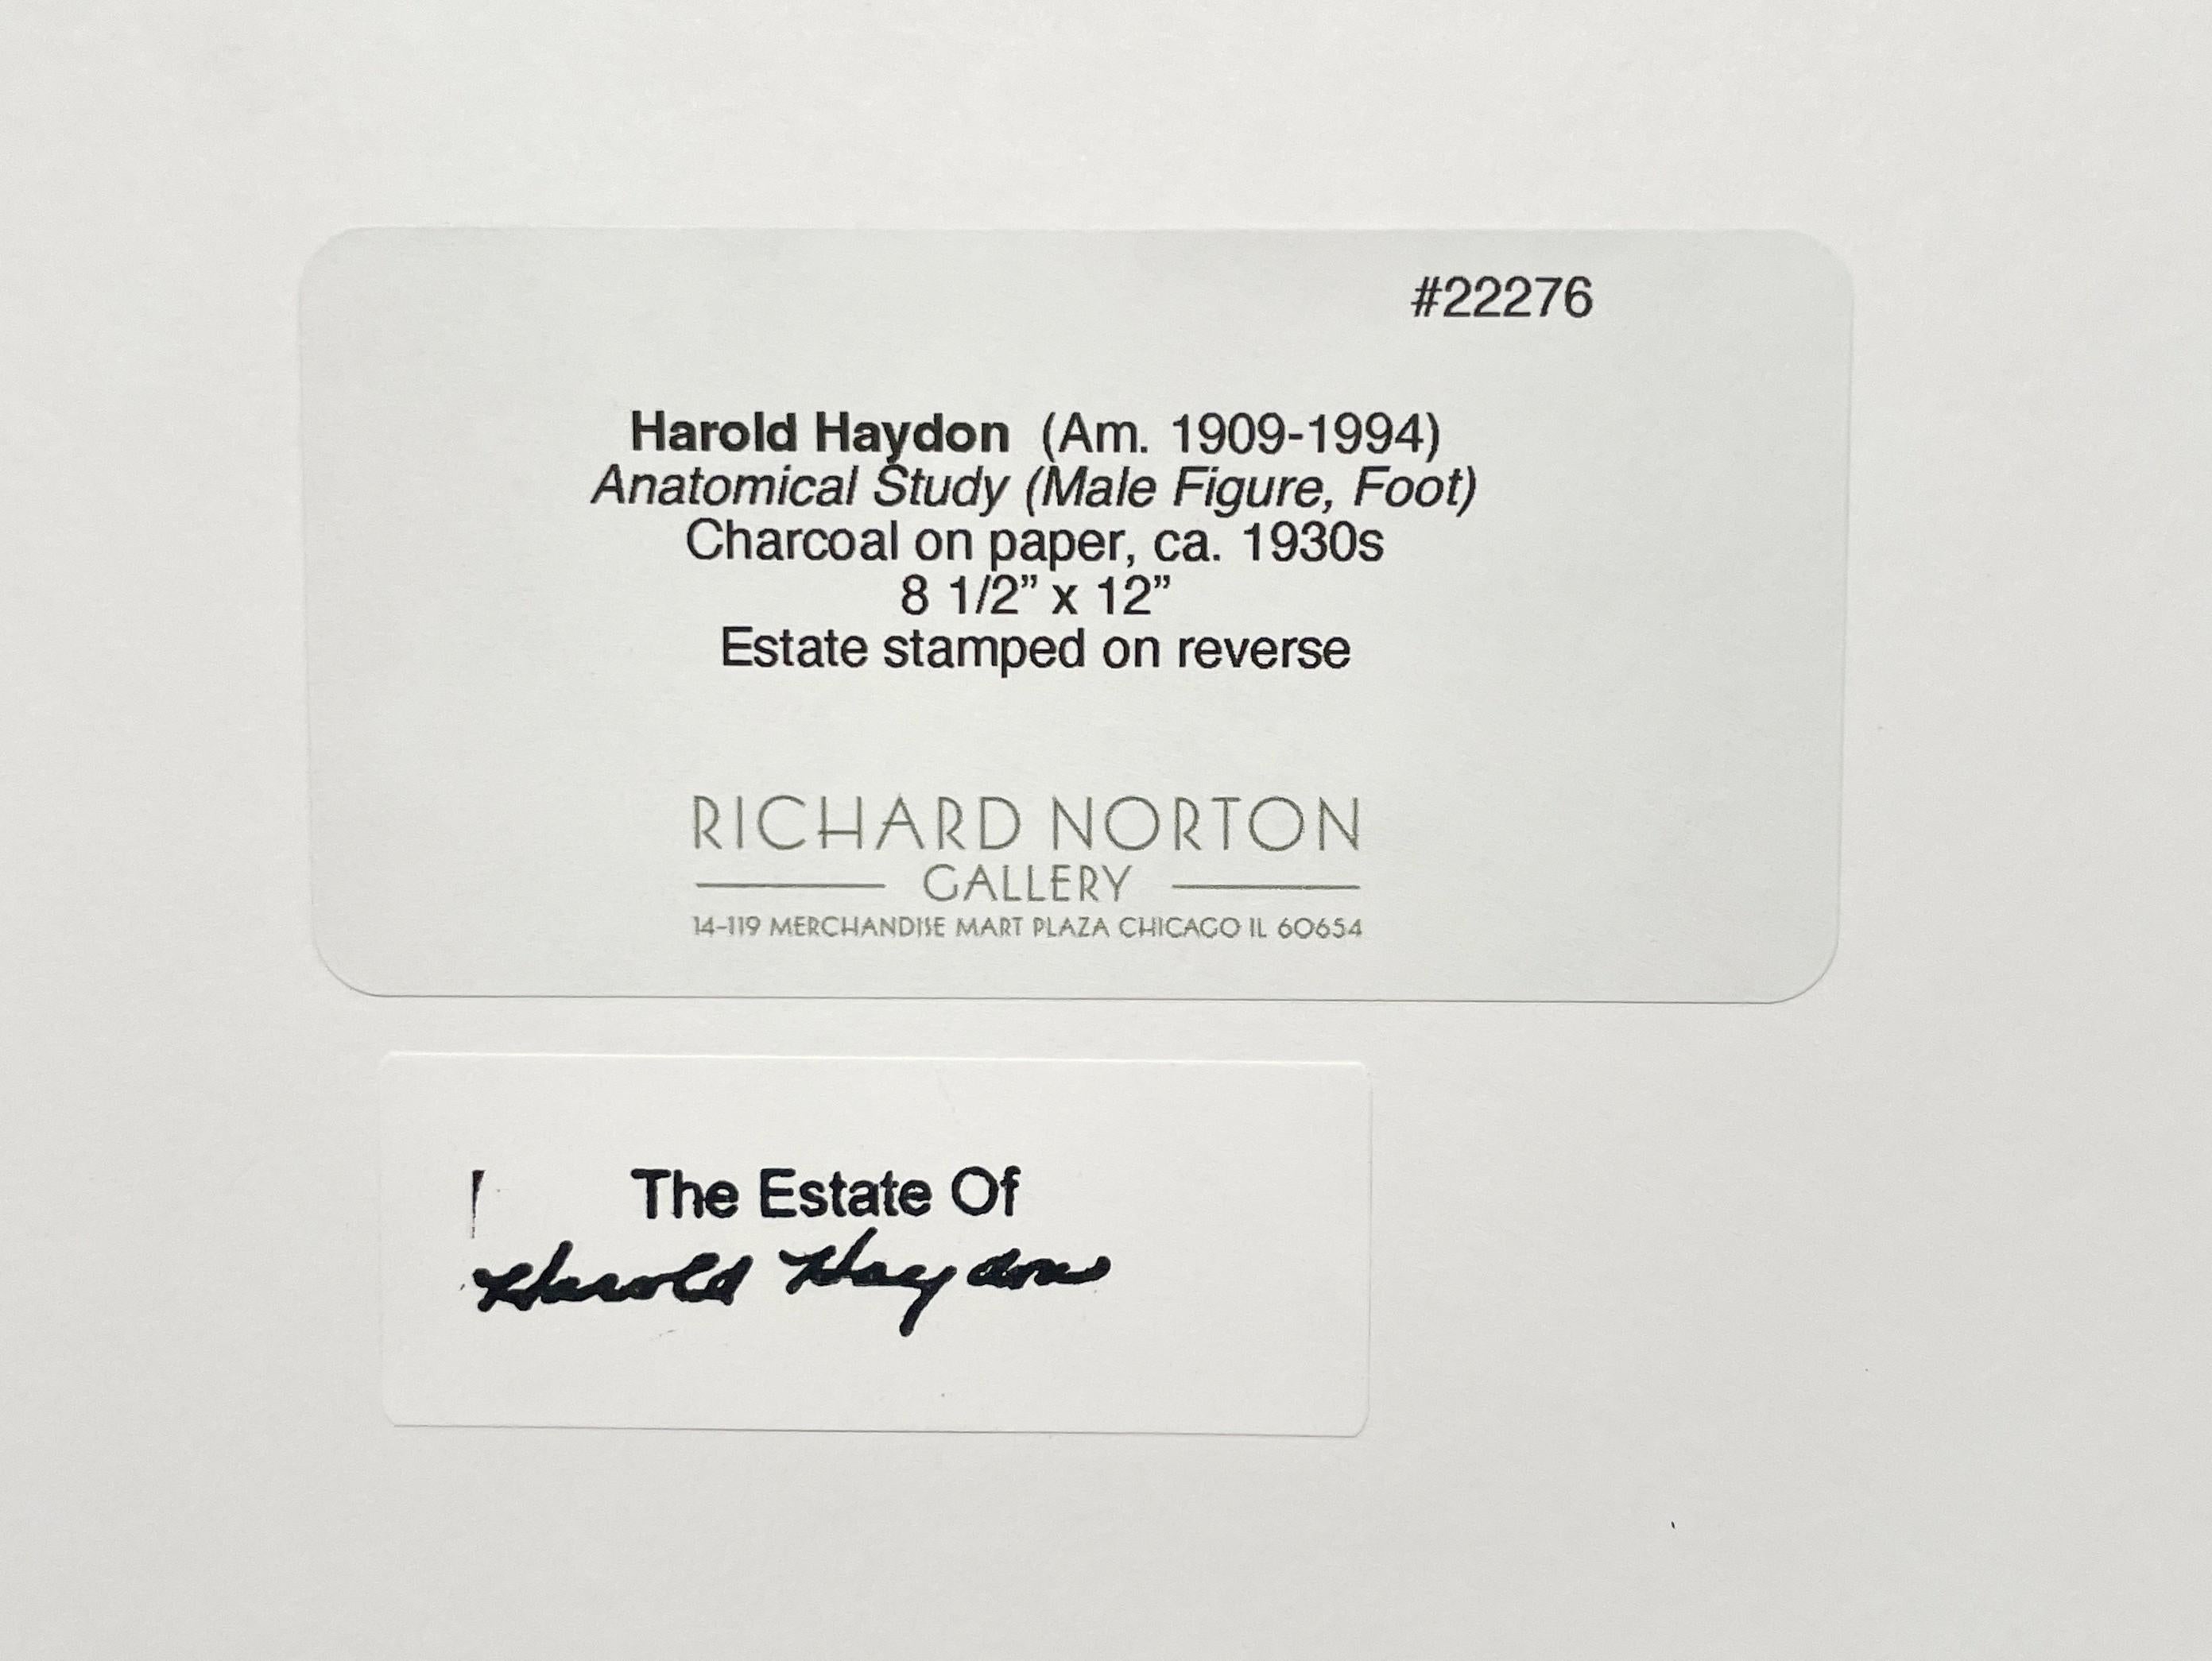 #22276
Harold Haydon (Am. 1909-1994)
Anatomical Study (Male Figure, Foot)
Charcoal on paper, ca. 1930s
8 1/2” x 12”
Estate stamped on reverse
RICHARD NORTON
GALLERY
14-119 MERCHANDISE MART PLAZA CHICAGO IL 60654
The Estate Of
Harold Haydon